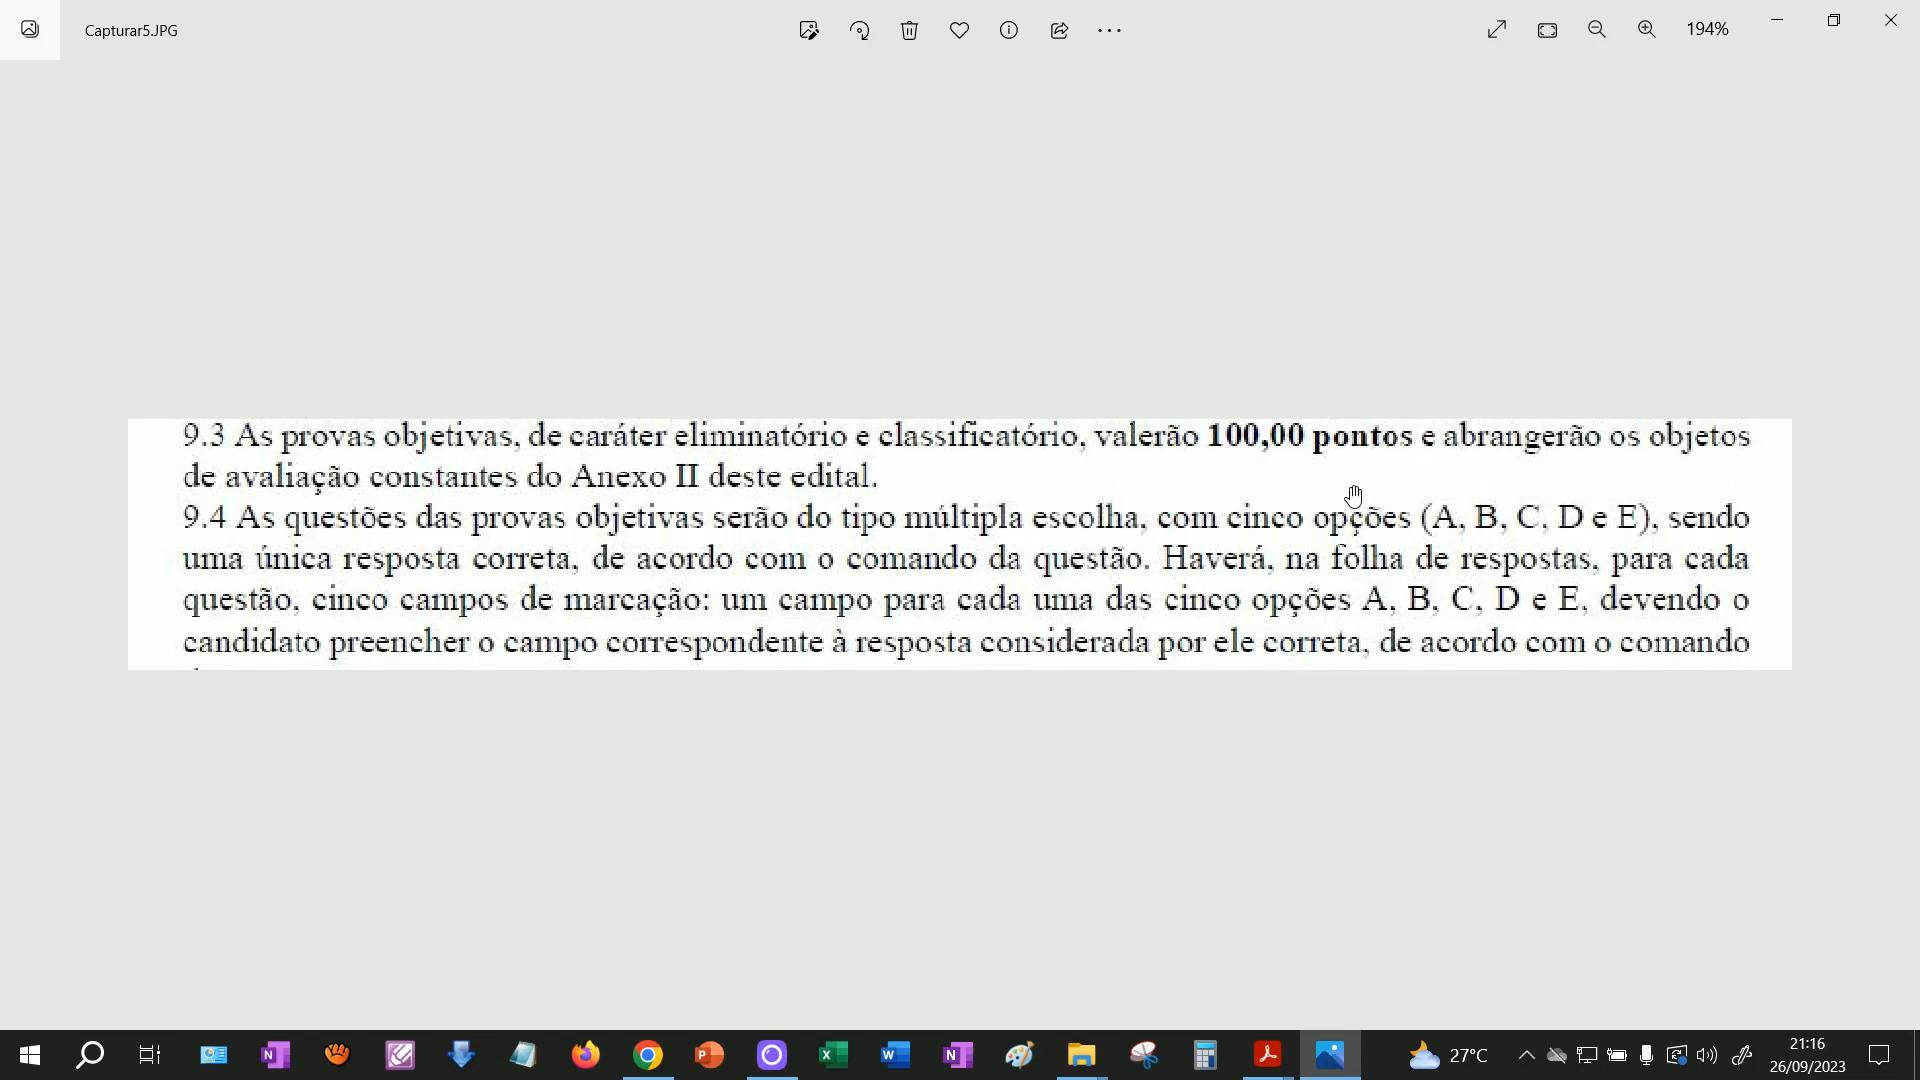 Capturar5.JPG
194%
9.3 As provas objetivas, de caráter eliminatório e classificatório, valerão 100,00 pontos e abrangerão os objetos
de avaliação constantes do Anexo II deste edital.
9.4 As questões das provas objetivas serão do tipo múltipla escolha, com cinco opções (A, B, C, D e E), sendo
uma única resposta correta, de acordo com o comando da questão. Haverá, na folha de respostas, para cada
questão, cinco campos de marcação: um campo para cada uma das cinco opções A, B, C, D e E, devendo o
candidato preencher o campo correspondente à resposta considerada por ele correta, de acordo com o comando
27°C
21:16
26/09/2023